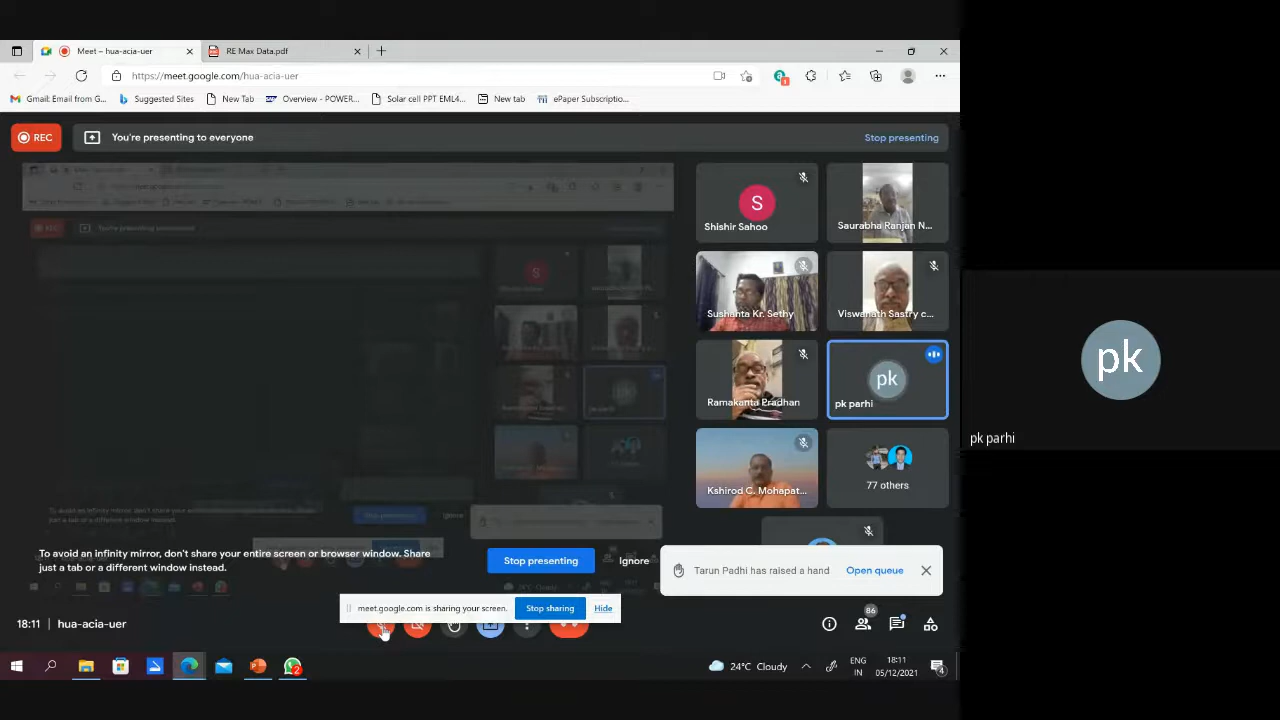 Meet – hua-acia-uer
RE Max Data.pdf
https://meet.google.com/hua-acia-uer
Gmail: Email from G...
Suggested Sites
New Tab
Overview - POWER...
Solar cell PPT EML4...
New tab
ePaper Subscriptio...
REC
You're presenting to everyone
Stop presenting
S
Shishir Sahoo
Saurabha Ranjan N...
Sushanta Kr. Sethy
Viswanath Sastry c...
Ramakanta Pradhan
pk
pk parhi
Kshirod C. Mohapat...
77 others
pk
pk parhi
To avoid an infinity mirror, don't share your entire screen or browser window. Share
just a tab or a different window instead.
Stop presenting
Ignore
Tarun Padhi has raised a hand
Open queue
meet.google.com is sharing your screen.
Stop sharing
Hide
18:11 | hua-acia-uer
86
24°C Cloudy
ENG
IN
18:11
05/12/2021